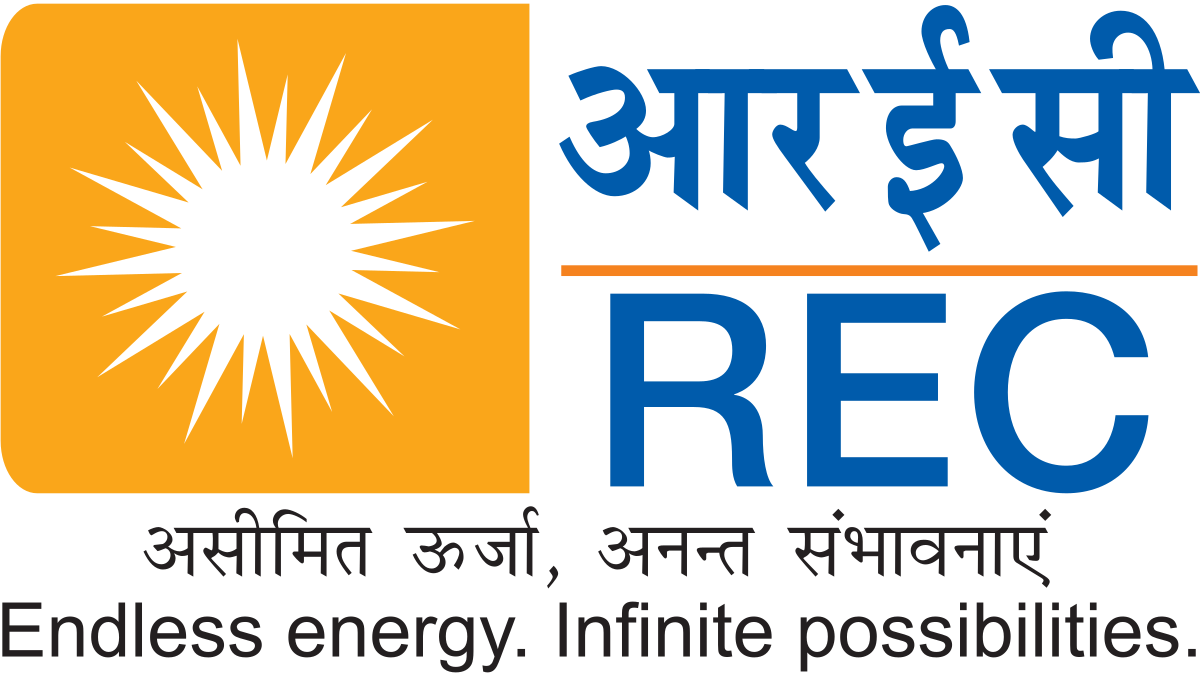 आर ई सी
REC
असीमित ऊर्जा, अनन्त संभावनाएं
Endless energy. Infinite possibilities.